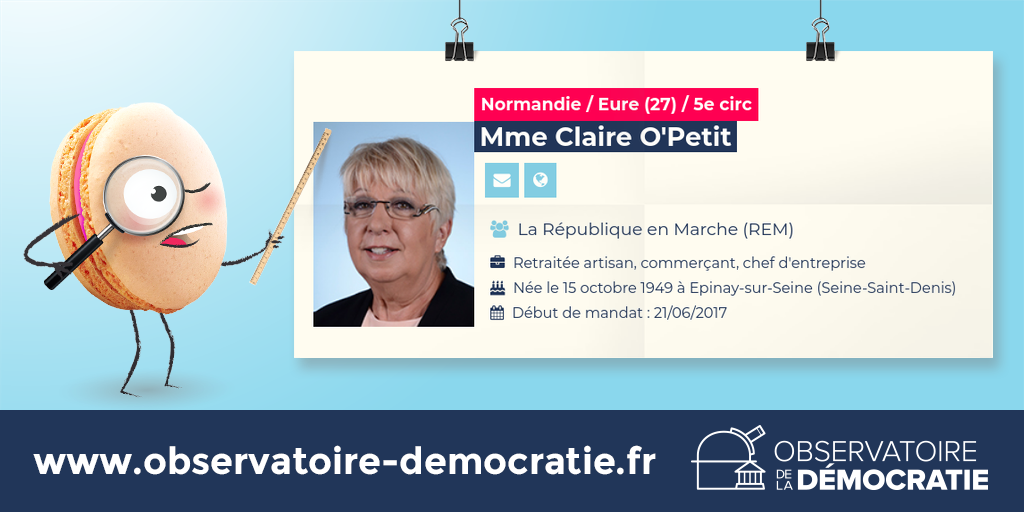 Normandie / Eure (27) / 5e circ
Mme Claire O'Petit
La République en Marche (REM)
Retraitée artisan, commerçant, chef d'entreprise
Née le 15 octobre 1949 à Epinay-sur-Seine (Seine-Saint-Denis)
Début de mandat : 21/06/2017
www.observatoire-democratie.fr
OBSERVATOIRE
DE LA DÉMOCRATIE